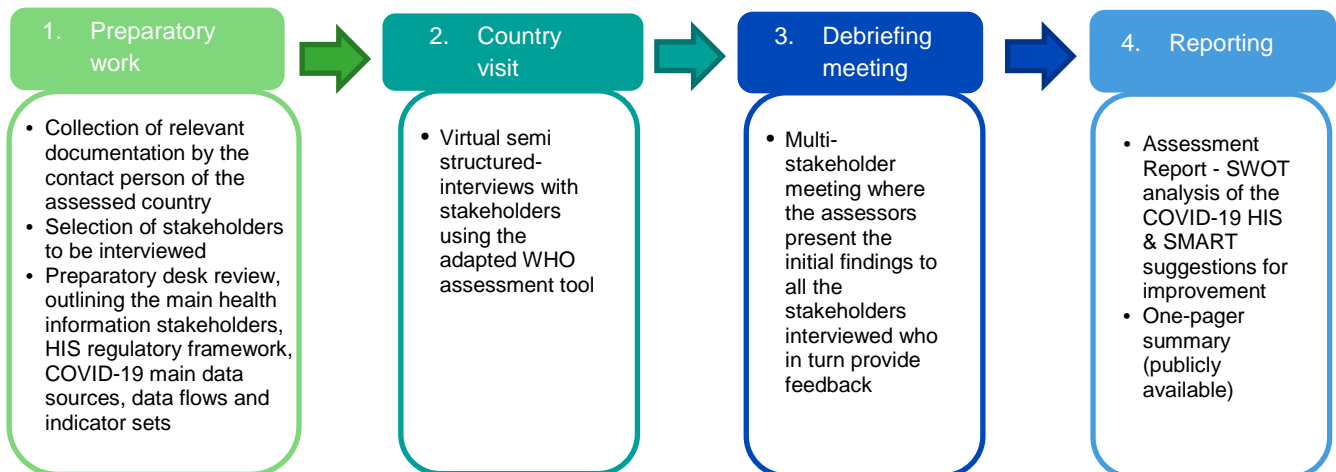 1. Preparatory
work
• Collection of relevant
documentation by the
contact person of the
assessed country
• Selection of stakeholders
to be interviewed
• Preparatory desk review,
outlining the main health
information stakeholders,
HIS regulatory framework,
COVID-19 main data
sources, data flows and
indicator sets
2. Country
visit
• Virtual semi
structured-
interviews with
stakeholders
using the
adapted WHO
assessment tool
3. Debriefing
meeting
• Multi-
stakeholder
meeting where
the assessors
present the
initial findings to
all the
stakeholders
interviewed who
in turn provide
feedback
4. Reporting
• Assessment
Report - SWOT
analysis of the
COVID-19 HIS
& SMART
suggestions for
improvement
• One-pager
summary
(publicly
available)